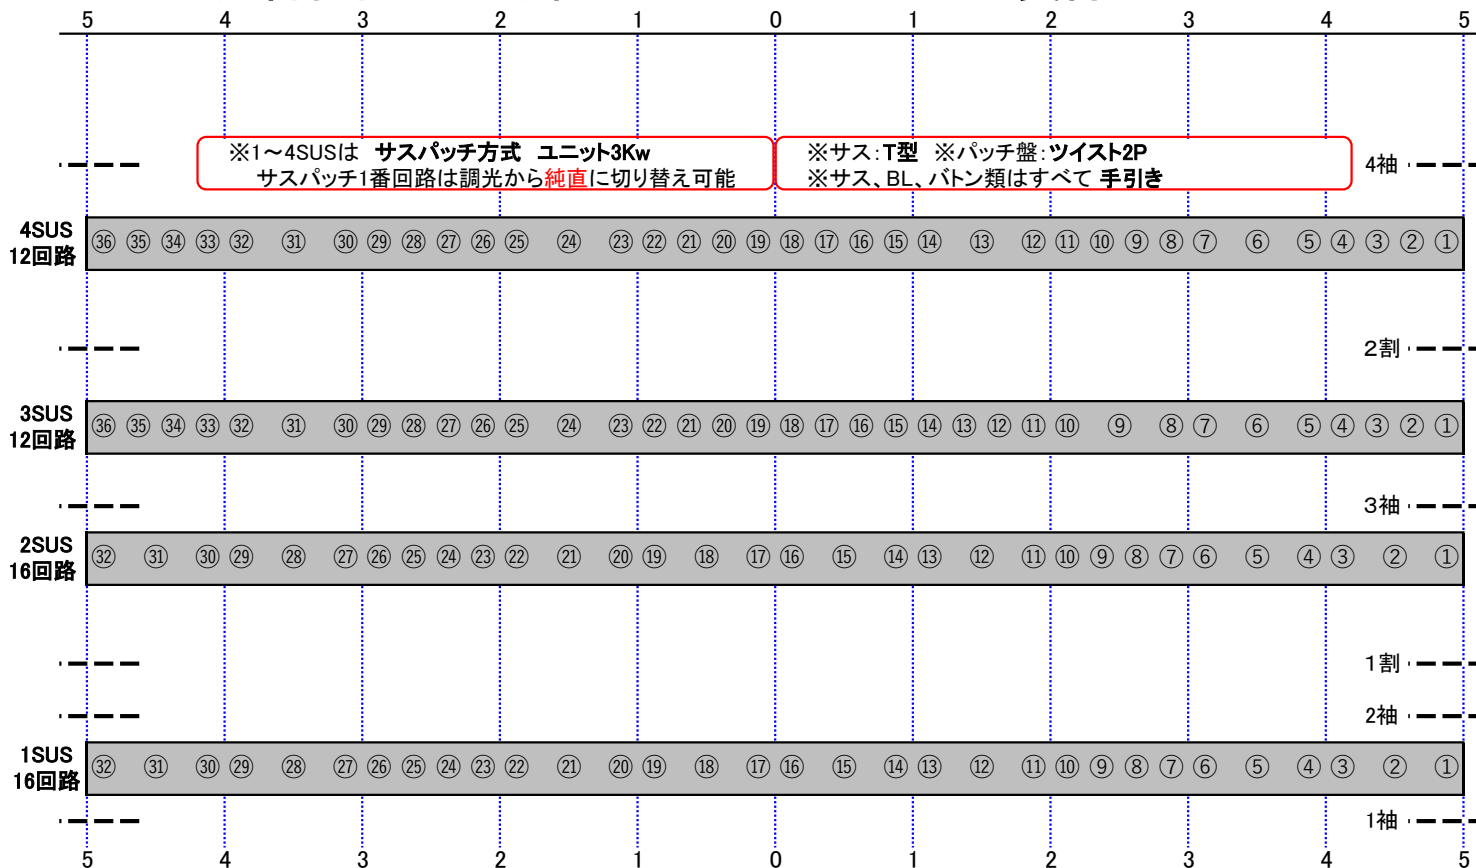 5 4 3 2 1 0 1 2 3 4 5
※1～4SUSは サスパッチ方式 ユニット3Kw
サスパッチ1番回路は調光から純直に切り替え可能
※サス：T型 ※パッチ盤：ツイスト2P
※サス、BL、バトン類はすべて 手引き
4袖
4SUS
12回路
㊱ ㉟ ㉞ ㉝ ㉜ ㉛ ㉚ ㉙ ㉘ ㉗ ㉖ ㉕ ㉔ ㉓ ㉒ ㉑ ⑳ ⑲ ⑱ ⑰ ⑯ ⑮ ⑭ ⑬ ⑫ ⑪ ⑩ ⑨ ⑧ ⑦ ⑥ ⑤ ④ ③ ② ①
２割
3SUS
12回路
㊱ ㉟ ㉞ ㉝ ㉜ ㉛ ㉚ ㉙ ㉘ ㉗ ㉖ ㉕ ㉔ ㉓ ㉒ ㉑ ⑳ ⑲ ⑱ ⑰ ⑯ ⑮ ⑭ ⑬ ⑫ ⑪ ⑩ ⑨ ⑧ ⑦ ⑥ ⑤ ④ ③ ② ①
３袖
2SUS
16回路
㉜ ㉛ ㉚ ㉙ ㉘ ㉗ ㉖ ㉕ ㉔ ㉓ ㉒ ㉑ ⑳ ⑲ ⑱ ⑰ ⑯ ⑮ ⑭ ⑬ ⑫ ⑪ ⑩ ⑨ ⑧ ⑦ ⑥ ⑤ ④ ③ ② ①
１割
2袖
1SUS
16回路
㉜ ㉛ ㉚ ㉙ ㉘ ㉗ ㉖ ㉕ ㉔ ㉓ ㉒ ㉑ ⑳ ⑲ ⑱ ⑰ ⑯ ⑮ ⑭ ⑬ ⑫ ⑪ ⑩ ⑨ ⑧ ⑦ ⑥ ⑤ ④ ③ ② ①
1袖
5 4 3 2 1 0 1 2 3 4 5